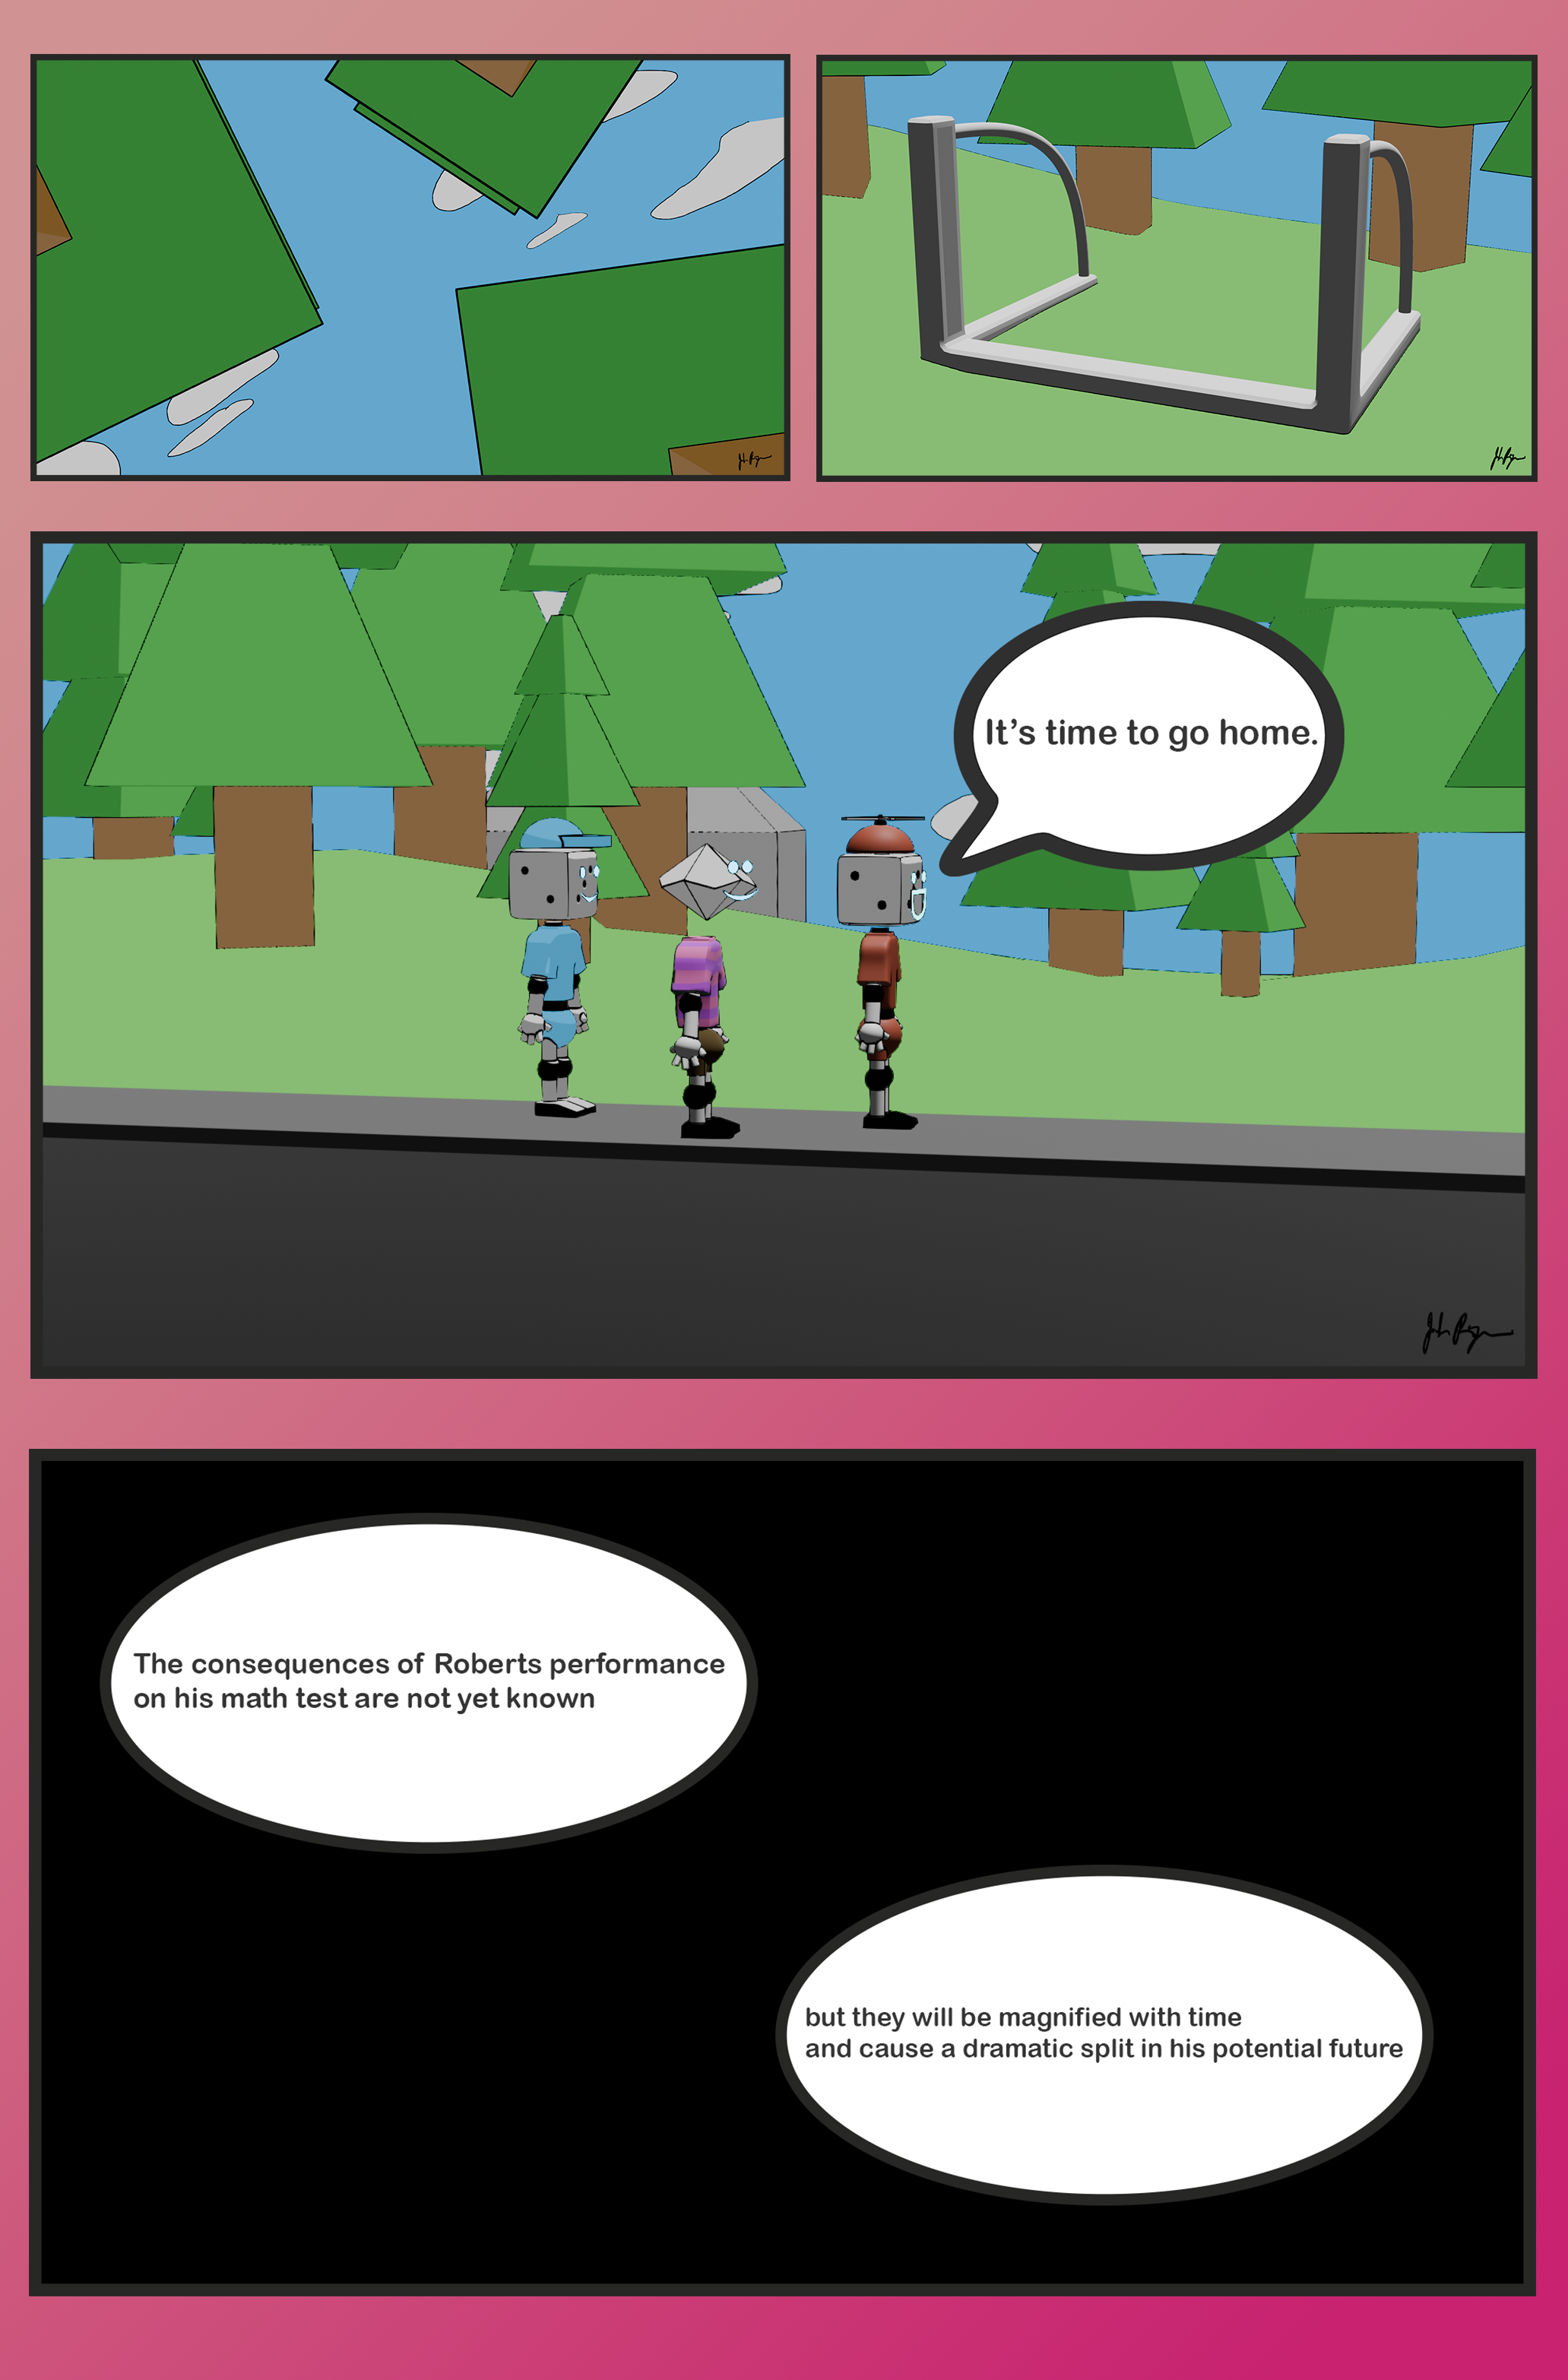 It's time to go home.
The consequences of Roberts performance
on his math test are not yet known
but they will be magnified with time
and cause a dramatic split in his potential future